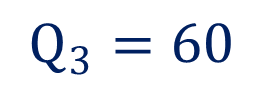 Q₃ = 60